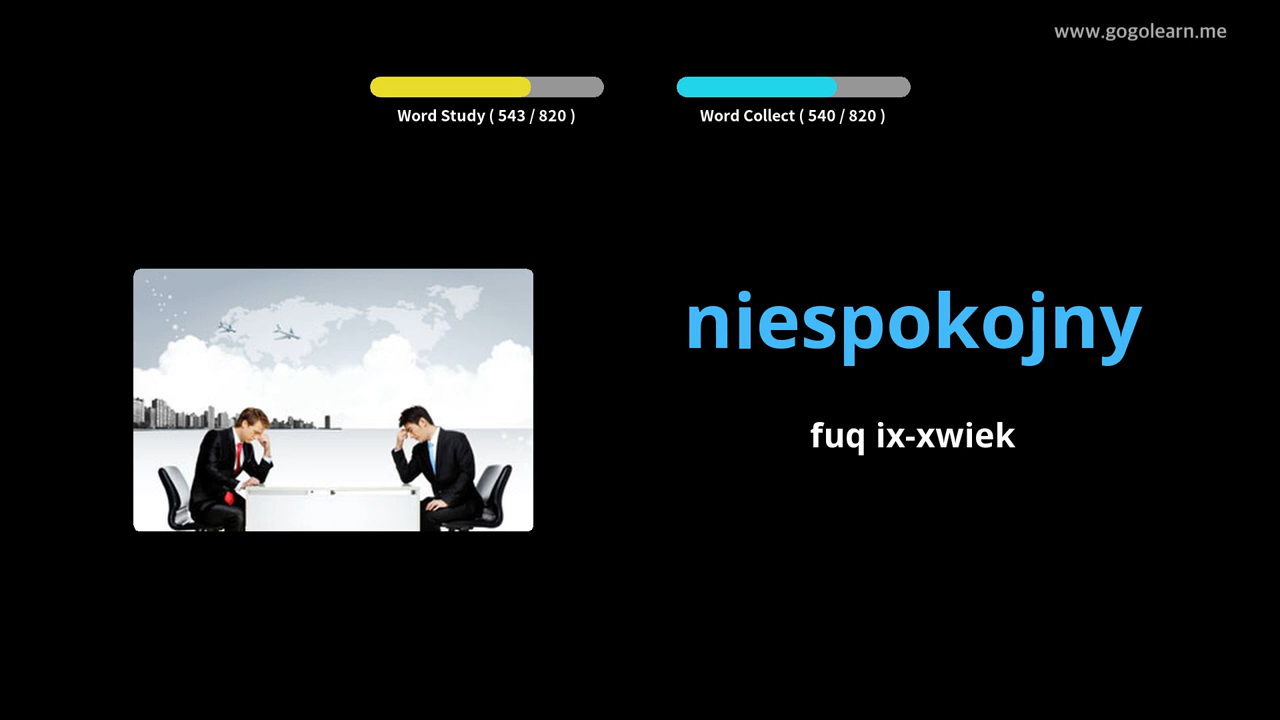 www.gogolearn.me
Word Study ( 543 / 820 )
Word Collect ( 540 / 820 )
niespokojny
fuq ix-xwiek